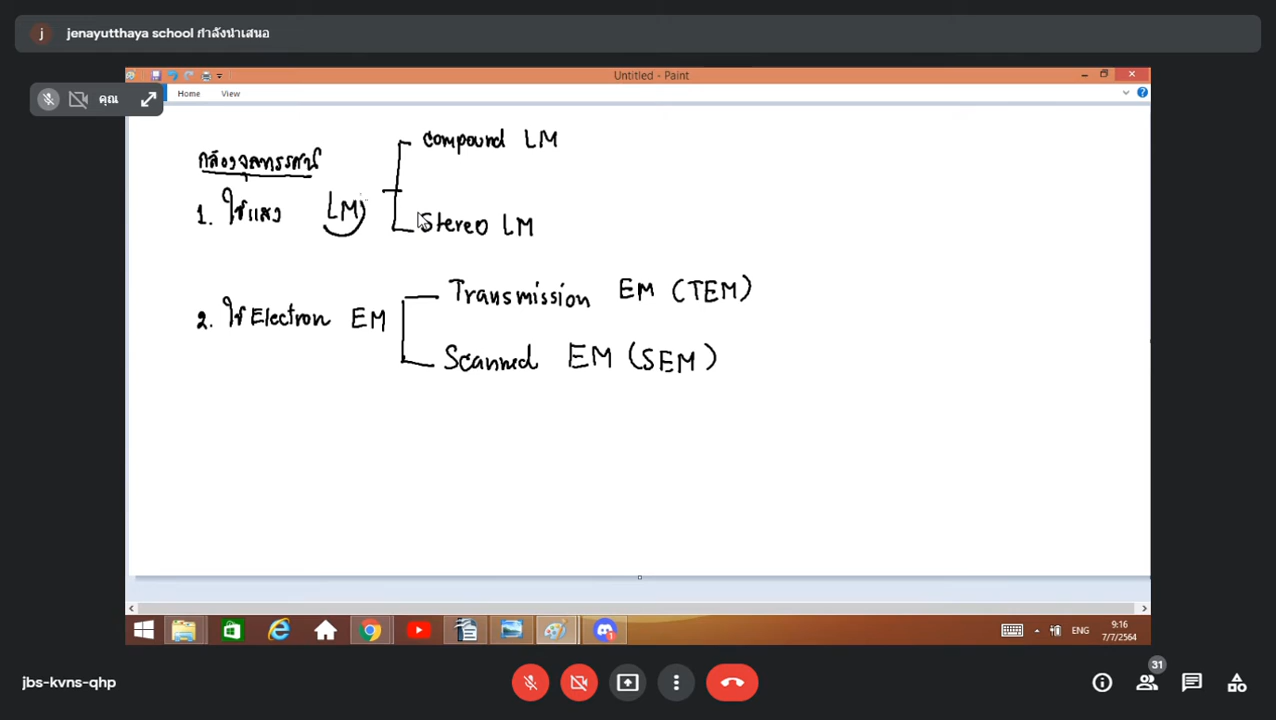 j jenayutthaya school กำลังนำเสนอ
Untitled - Paint
คุณ
Home View
กล้องจุลทรรศน์
compound LM
1. ใช้แสง LM
Stereo LM
Transmission EM (TEM)
2. ใช้ Electron EM
Scanned EM (SEM)
ENG
9:16
7/7/2564
jbs-kvns-qhp
31